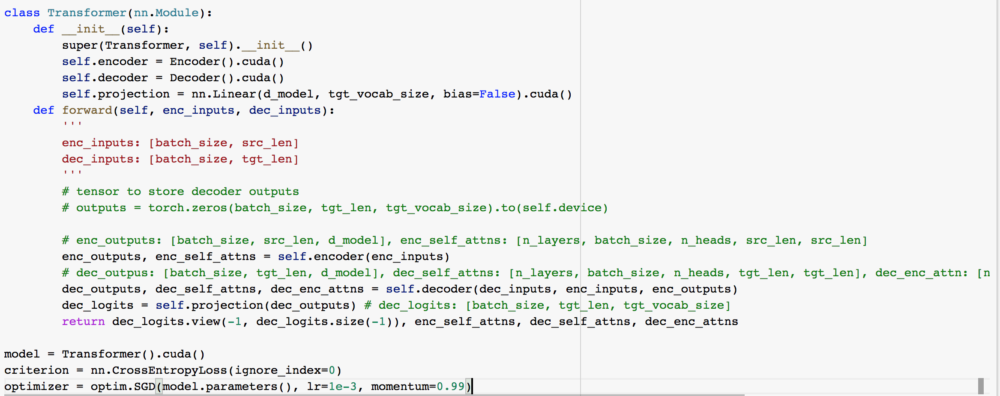 class Transformer(nn.Module):
    def __init__(self):
        super(Transformer, self).__init__()
        self.encoder = Encoder().cuda()
        self.decoder = Decoder().cuda()
        self.projection = nn.Linear(d_model, tgt_vocab_size, bias=False).cuda()
    def forward(self, enc_inputs, dec_inputs):
        '''
        enc_inputs: [batch_size, src_len]
        dec_inputs: [batch_size, tgt_len]
        '''
        # tensor to store decoder outputs
        # outputs = torch.zeros(batch_size, tgt_len, tgt_vocab_size).to(self.device)

        # enc_outputs: [batch_size, src_len, d_model], enc_self_attns: [n_layers, batch_size, n_heads, src_len, src_len]
        enc_outputs, enc_self_attns = self.encoder(enc_inputs)
        # dec_outpus: [batch_size, tgt_len, d_model], dec_self_attns: [n_layers, batch_size, n_heads, tgt_len, tgt_len], dec_enc_attn: [n
        dec_outputs, dec_self_attns, dec_enc_attns = self.decoder(dec_inputs, enc_inputs, enc_outputs)
        dec_logits = self.projection(dec_outputs) # dec_logits: [batch_size, tgt_len, tgt_vocab_size]
        return dec_logits.view(-1, dec_logits.size(-1)), enc_self_attns, dec_self_attns, dec_enc_attns

model = Transformer().cuda()
criterion = nn.CrossEntropyLoss(ignore_index=0)
optimizer = optim.SGD(model.parameters(), lr=1e-3, momentum=0.99)